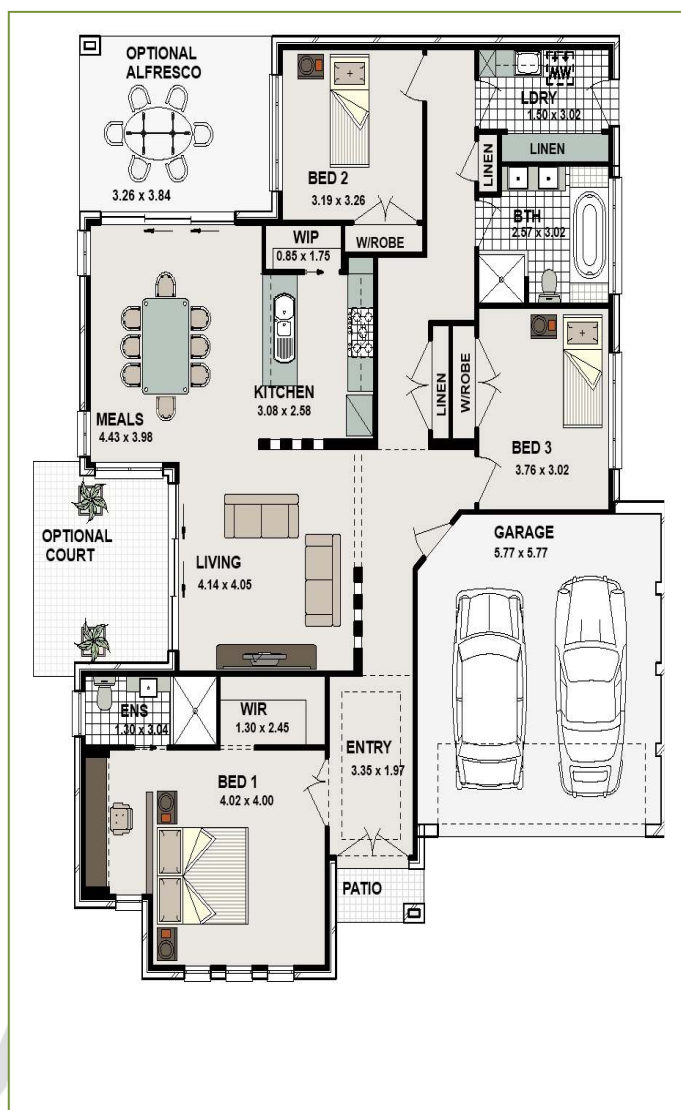 OPTIONAL
ALFRESCO
3.26 x 3.84
BED 2
3.19 x 3.26
LDRY
1.50 x 3.02
LINEN
LINEN
BTH
2.57 x 3.02
WIP
0.85 x 1.75
W/ROBE
KITCHEN
3.08 x 2.58
MEALS
4.43 x 3.98
LINEN
W/ROBE
BED 3
3.76 x 3.02
OPTIONAL
COURT
LIVING
4.14 x 4.05
GARAGE
5.77 x 5.77
ENS
1.30 x 3.04
WIR
1.30 x 2.45
ENTRY
3.35 x 1.97
BED 1
4.02 x 4.00
PATIO